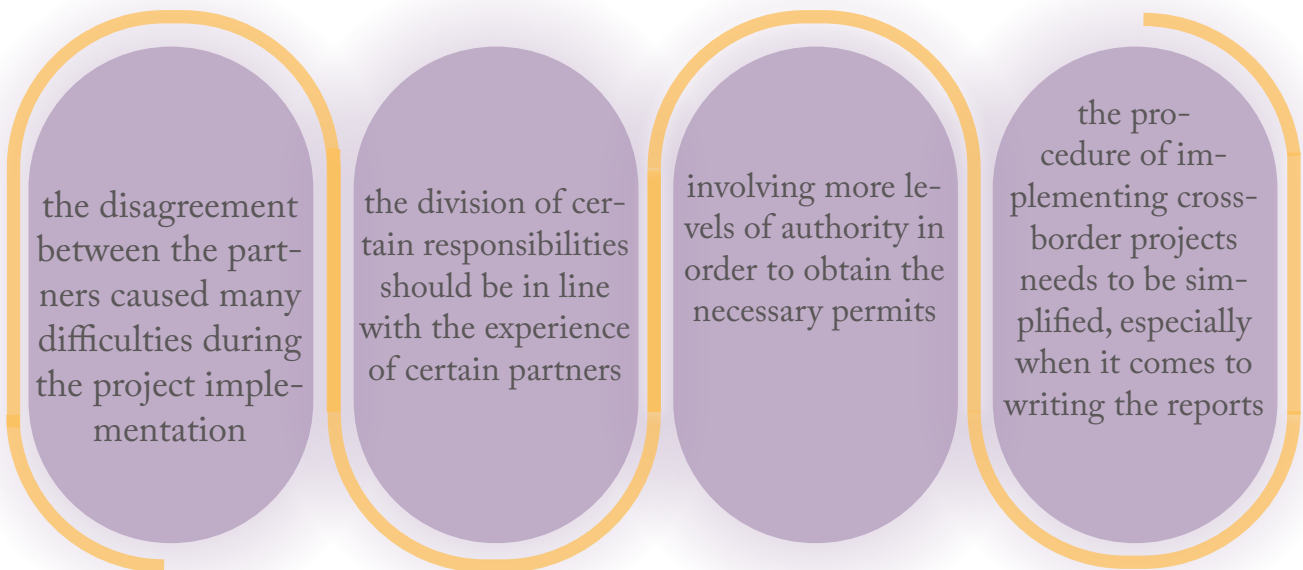 the disagreement
between the part-
ners caused many
difficulties during
the project imple-
mentation
the division of cer-
tain responsibilities
should be in line
with the experience
of certain partners
involving more le-
vels of authority in
order to obtain the
necessary permits
the pro-
cedure of im-
plementing cross-
border projects
needs to be sim-
plified, especially
when it comes to
writing the reports